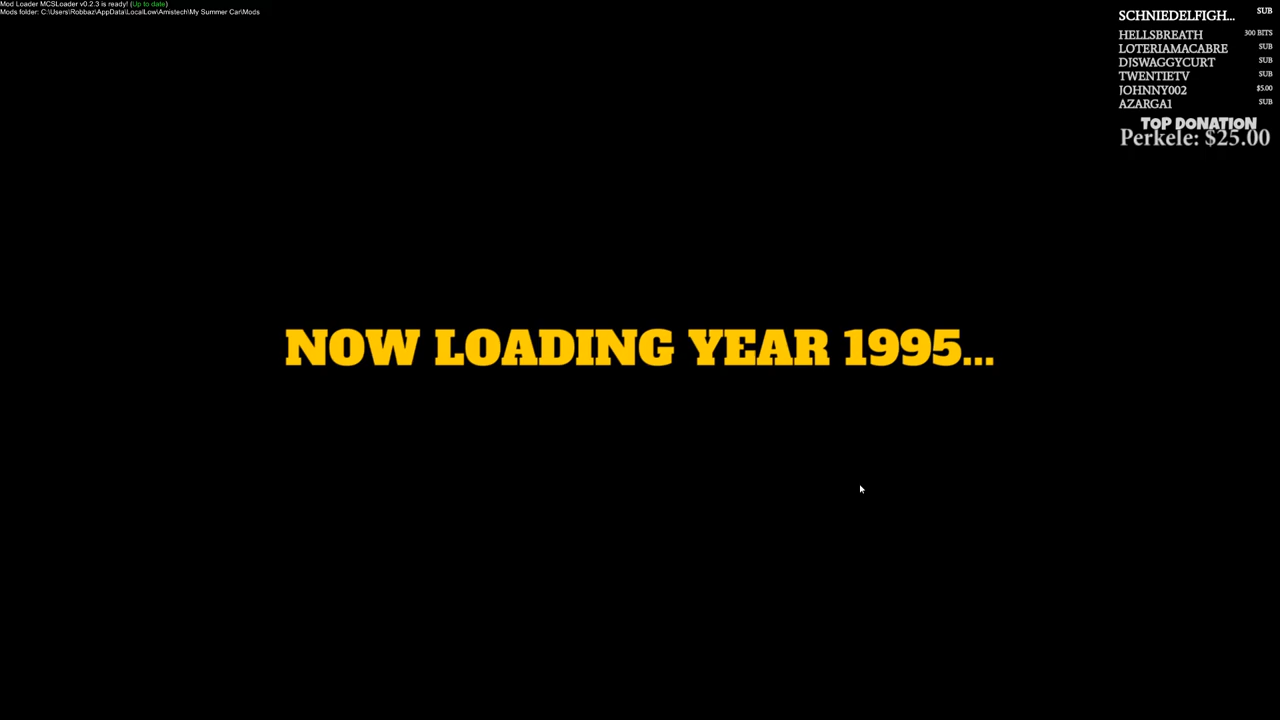 Mod Loader MCSLoader v0.2.3 is ready! (Up to date)
Mods folder: C:\Users\Robbaz\AppData\LocalLow\Amistech\My Summer Car\Mods
SCHNIEDELFIGH... SUB
HELLSBREATH 300 BITS
LOTERIAMACABRE SUB
DJSWAGGYCURT SUB
TWENTIETV SUB
JOHNNY002 $5.00
AZARGA1 SUB
TOP DONATION
Perkele: $25.00
NOW LOADING YEAR 1995...